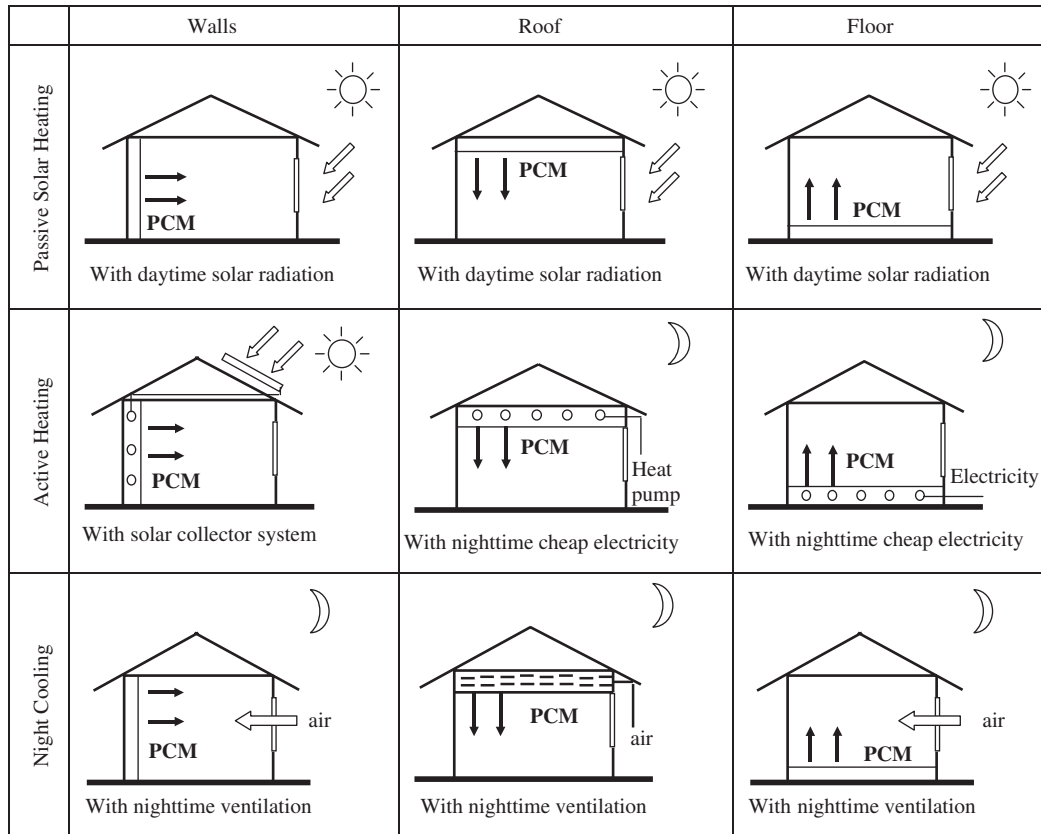 Walls
Roof
Floor
Passive Solar Heating
PCM
With daytime solar radiation
PCM
With daytime solar radiation
PCM
With daytime solar radiation
Active Heating
PCM
With solar collector system
PCM
Heat
pump
With nighttime cheap electricity
PCM
Electricity
With nighttime cheap electricity
Night Cooling
air
PCM
With nighttime ventilation
PCM
air
With nighttime ventilation
air
PCM
With nighttime ventilation